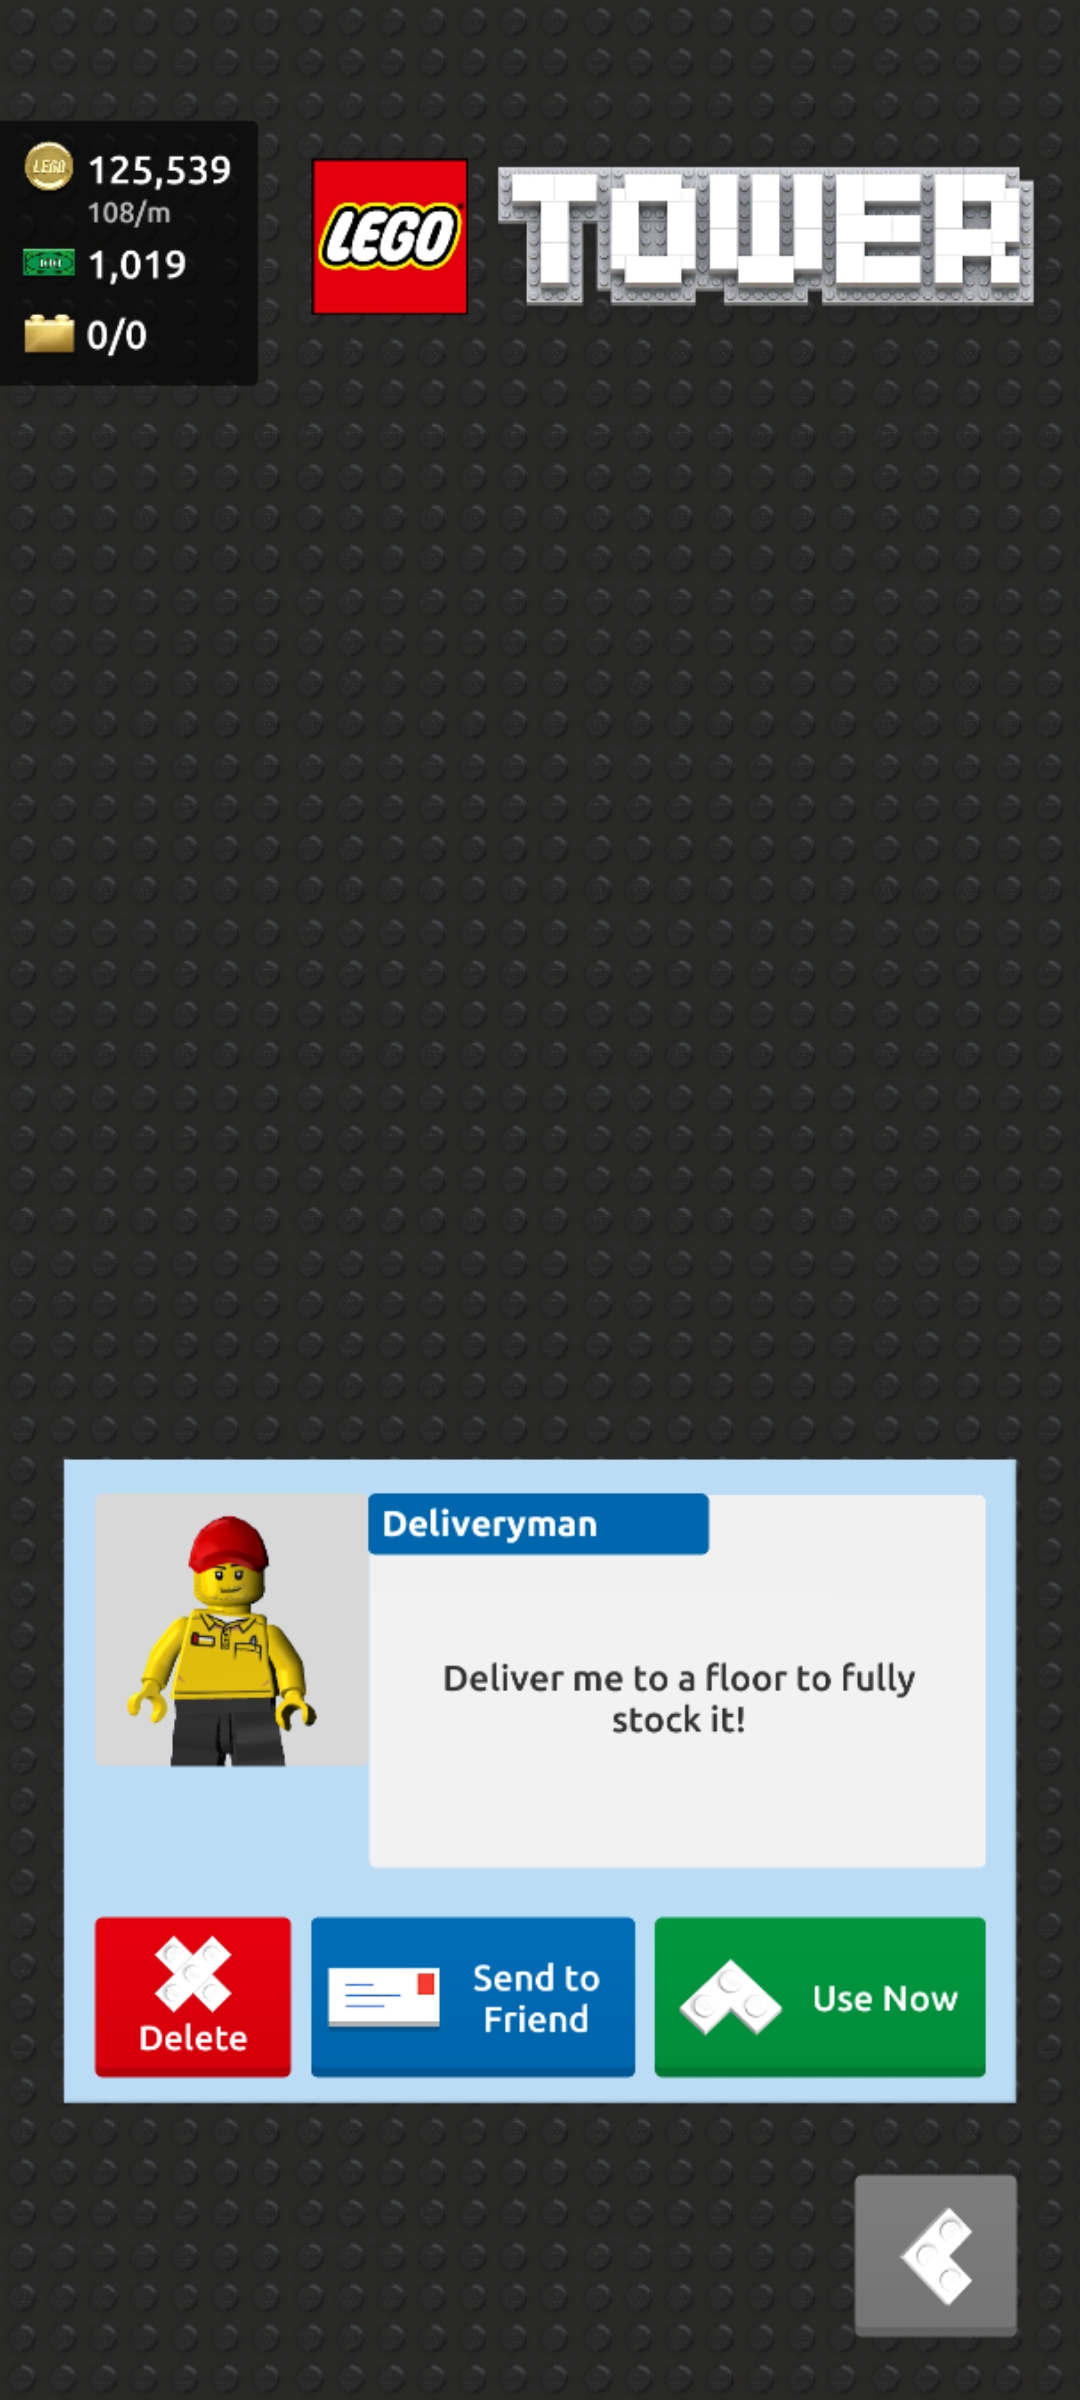 LEGO
125,539
108/m
1,019
0/0
LEGO
TOWER
Deliveryman
Deliver me to a floor to fully
stock it!
Delete
Send to
Friend
Use Now